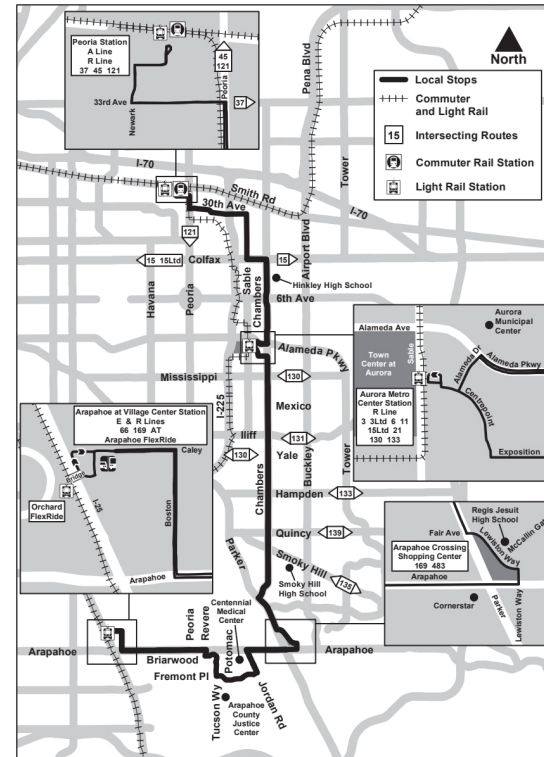 Peoria Station
A Line
R Line
37 45 121
45
121
Peoria
33rd Ave
37
Newark
North
Local Stops
Commuter
and Light Rail
15 Intersecting Routes
Commuter Rail Station
Light Rail Station
Pena Blvd
Tower
I-70
Smith Rd
30th Ave
I-70
121
15 15Ltd
Colfax
15
Airport Blvd
Hinkley High School
6th Ave
Havana
Peoria
Sable
Chambers
Alameda Pkwy
Mississippi
130
I-225
Mexico
Iliff
131
130
Yale
Buckley
Tower
Chambers
Hampden
133
Parker
Quincy
139
Smoky Hill
135
Smoky Hill
High School
Aurora
Municipal
Center
Alameda Ave
Town
Center at
Aurora
Sable
Alameda Dr
Alameda Pkwy
Aurora Metro
Center Station
R Line
3 3Ltd 6 11
15Ltd 21
130 133
Centrepoint
Exposition
Arapahoe at Village Center Station
E & R Lines
66 169 AT
Arapahoe FlexRide
Caley
Bridge
Orchard
FlexRide
I-25
Boston
Arapahoe
Regis Jesuit
High School
Fair Ave
Lewiston Way
McCallin Gat
Arapahoe Crossing
Shopping Center
169 483
Arapahoe
Cornerstar
Parker
Lewiston Way
Peoria
Revere
Centennial
Medical
Center
Potomac
Arapahoe
Arapahoe
Briarwood
Fremont Pl
Tucson Wy
Jordan Rd
Arapahoe
County
Justice
Center